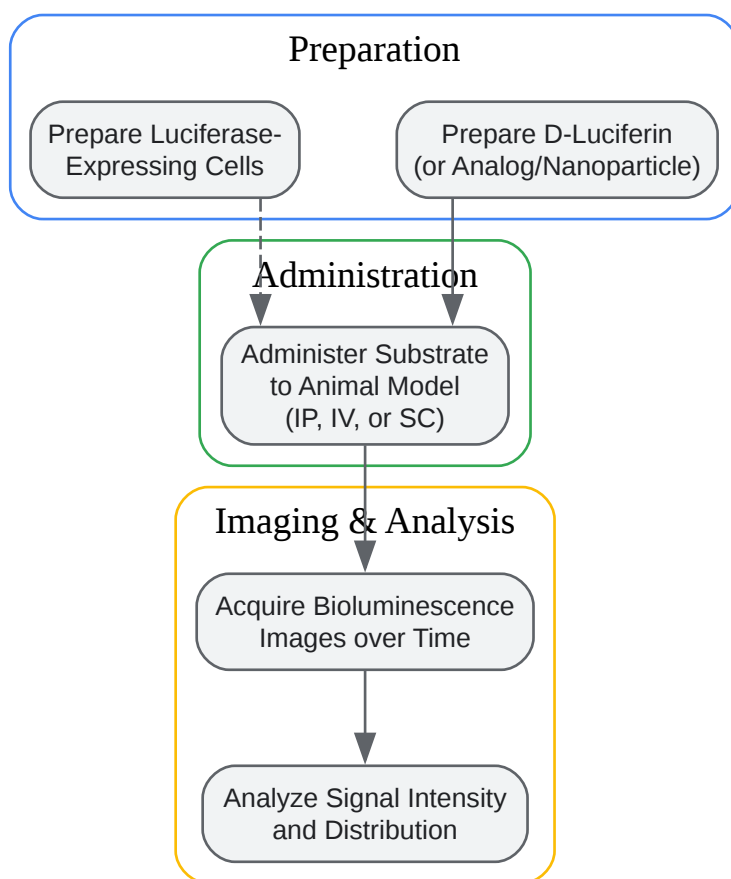 Preparation
Prepare Luciferase-
Expressing Cells
Prepare D-Luciferin
(or Analog/Nanoparticle)
Administration
Administer Substrate
to Animal Model
(IP, IV, or SC)
Imaging & Analysis
Acquire Bioluminescence
Images over Time
Analyze Signal Intensity
and Distribution